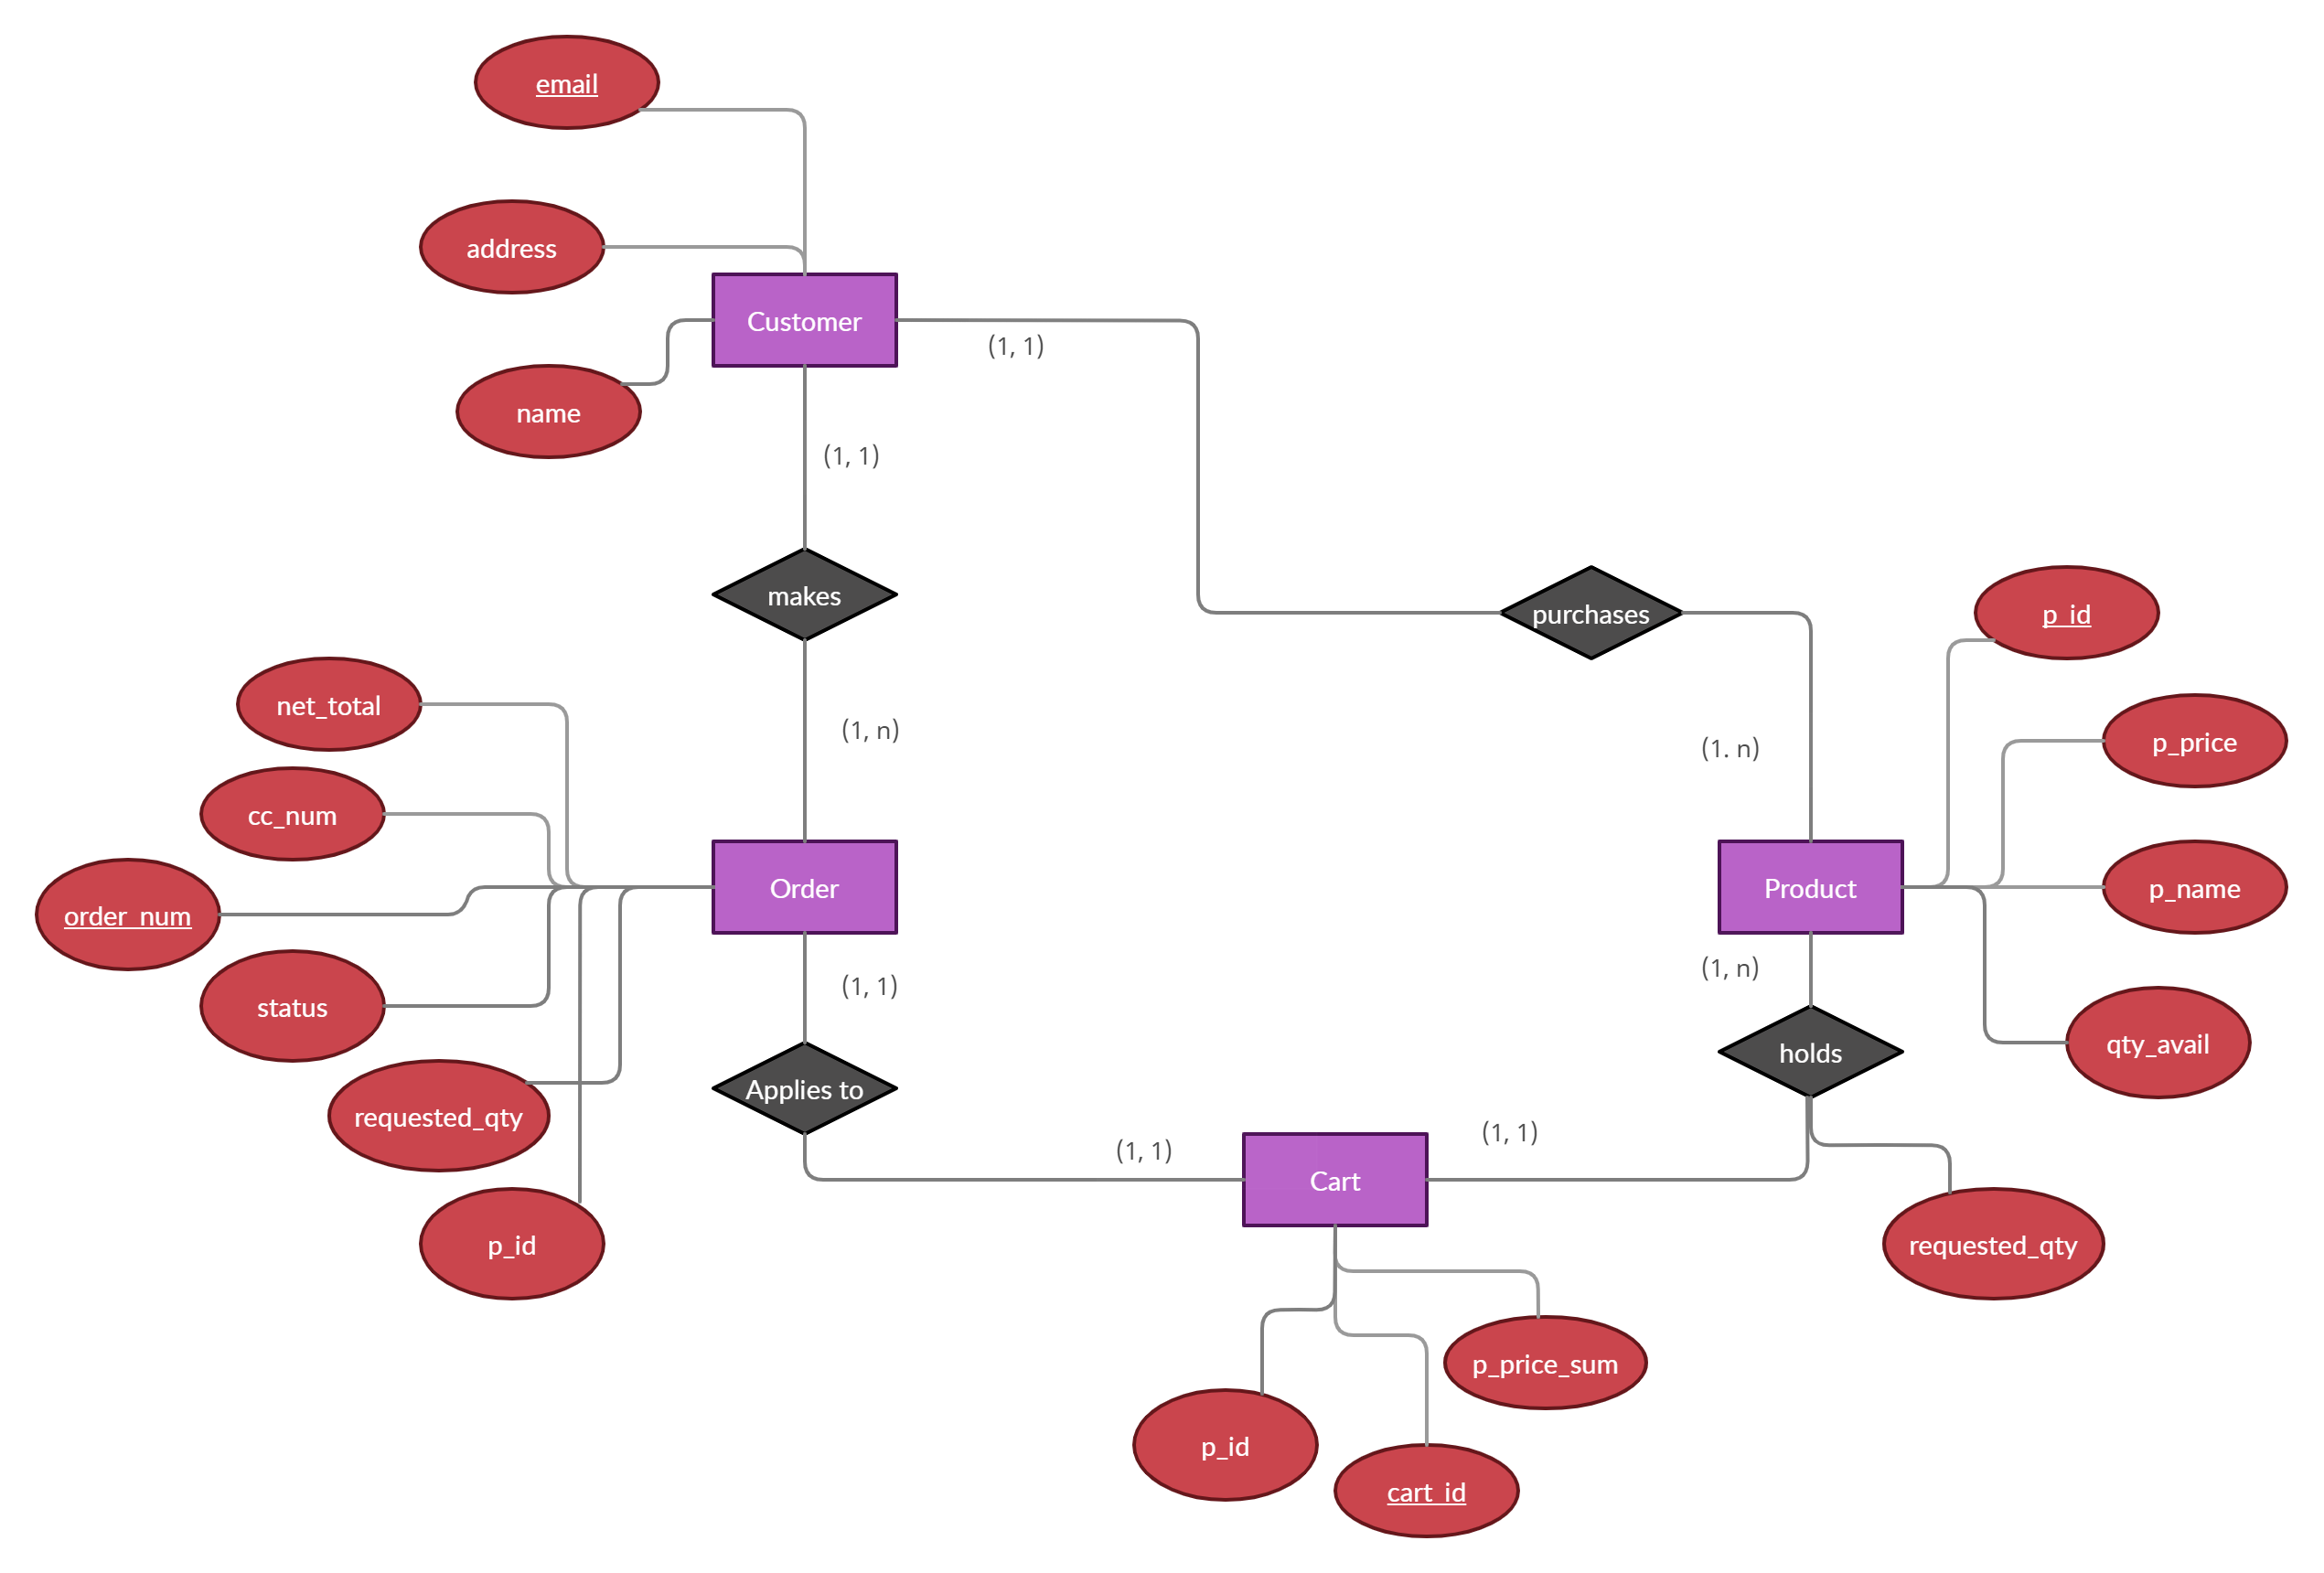 email
address
Customer
(1, 1)
name
(1, 1)
makes
purchases
p_id
net_total
(1, n)
(1. n)
p_price
cc_num
order_num
Order
Product
p_name
status
(1, 1)
(1, n)
qty_avail
requested_qty
Applies to
holds
(1, 1)
(1, 1)
Cart
p_id
requested_qty
p_price_sum
p_id
cart_id